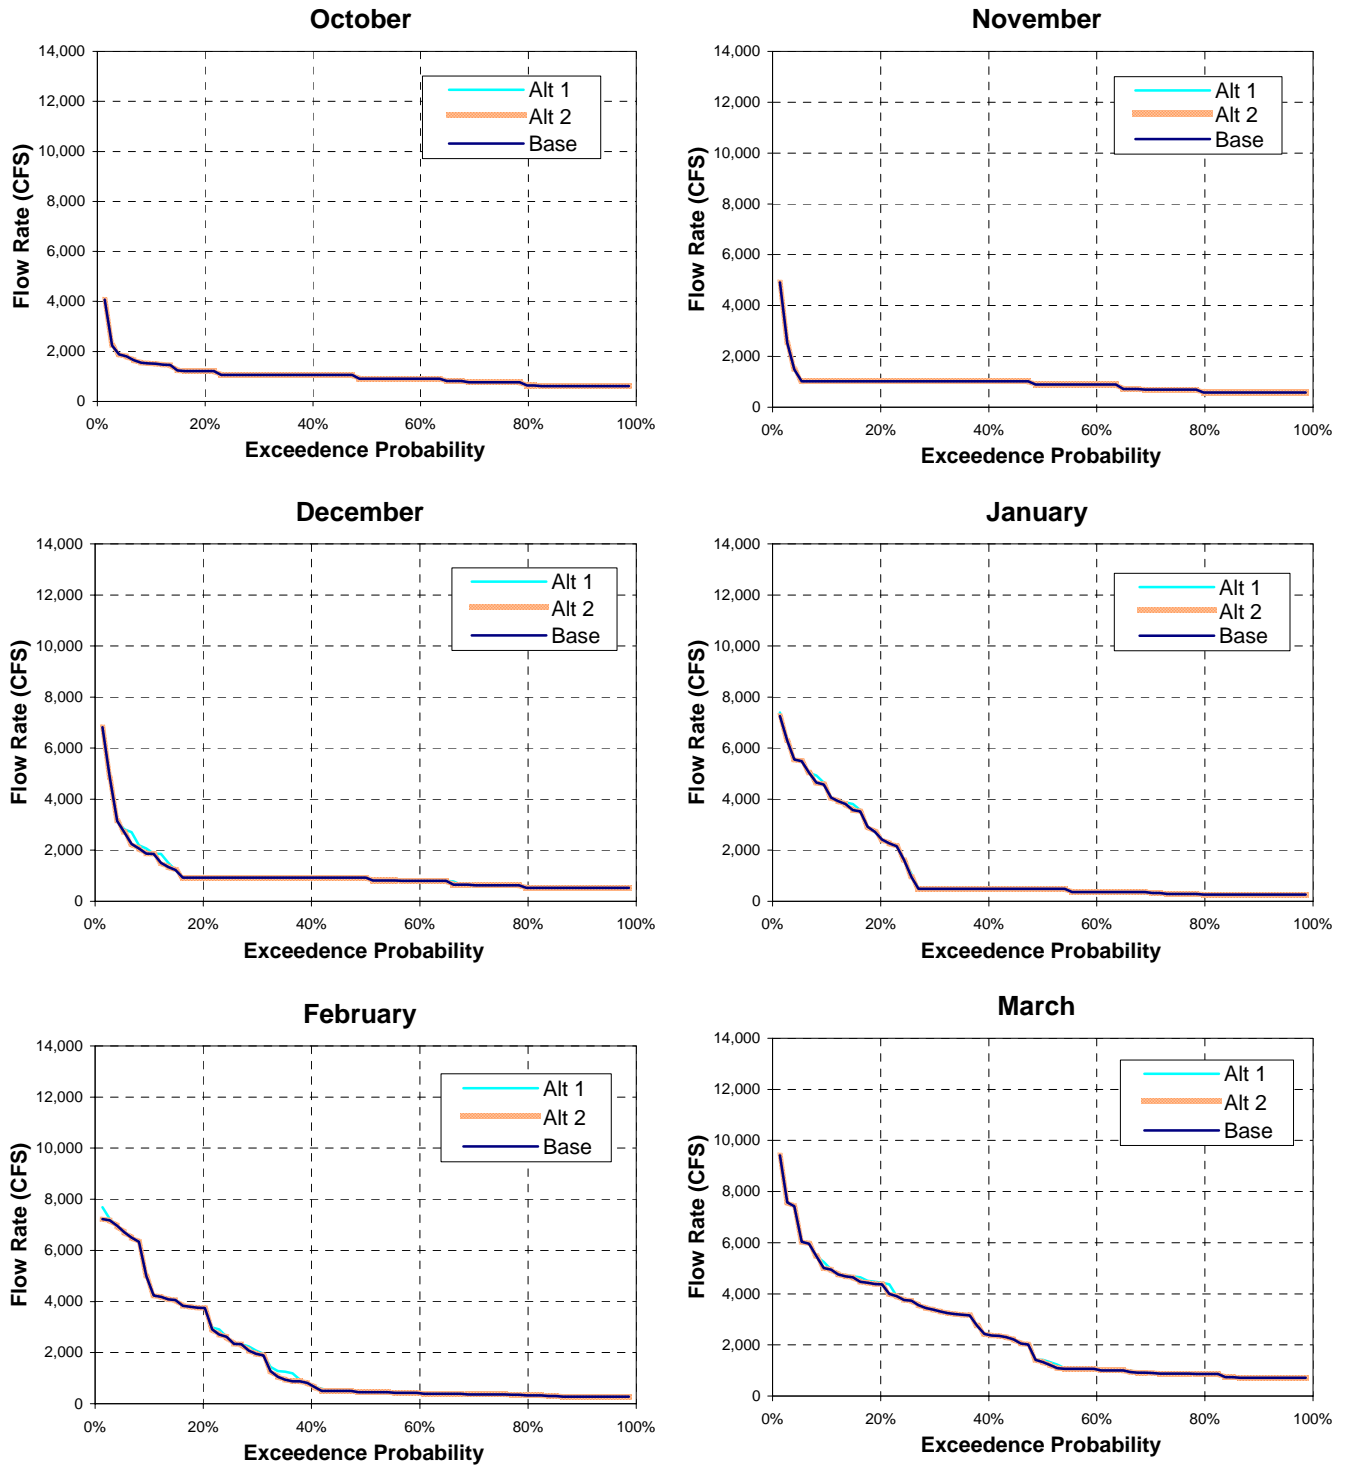 October
14,000
12,000
10,000
8,000
6,000
4,000
2,000
0
Flow Rate (CFS)
Alt 1
Alt 2
Base
0% 20% 40% 60% 80% 100%
Exceedence Probability
November
14,000
12,000
10,000
8,000
6,000
4,000
2,000
0
Flow Rate (CFS)
Alt 1
Alt 2
Base
0% 20% 40% 60% 80% 100%
Exceedence Probability
December
14,000
12,000
10,000
8,000
6,000
4,000
2,000
0
Flow Rate (CFS)
Alt 1
Alt 2
Base
0% 20% 40% 60% 80% 100%
Exceedence Probability
January
14,000
12,000
10,000
8,000
6,000
4,000
2,000
0
Flow Rate (CFS)
Alt 1
Alt 2
Base
0% 20% 40% 60% 80% 100%
Exceedence Probability
February
14,000
12,000
10,000
8,000
6,000
4,000
2,000
0
Flow Rate (CFS)
Alt 1
Alt 2
Base
0% 20% 40% 60% 80% 100%
Exceedence Probability
March
14,000
12,000
10,000
8,000
6,000
4,000
2,000
0
Flow Rate (CFS)
Alt 1
Alt 2
Base
0% 20% 40% 60% 80% 100%
Exceedence Probability